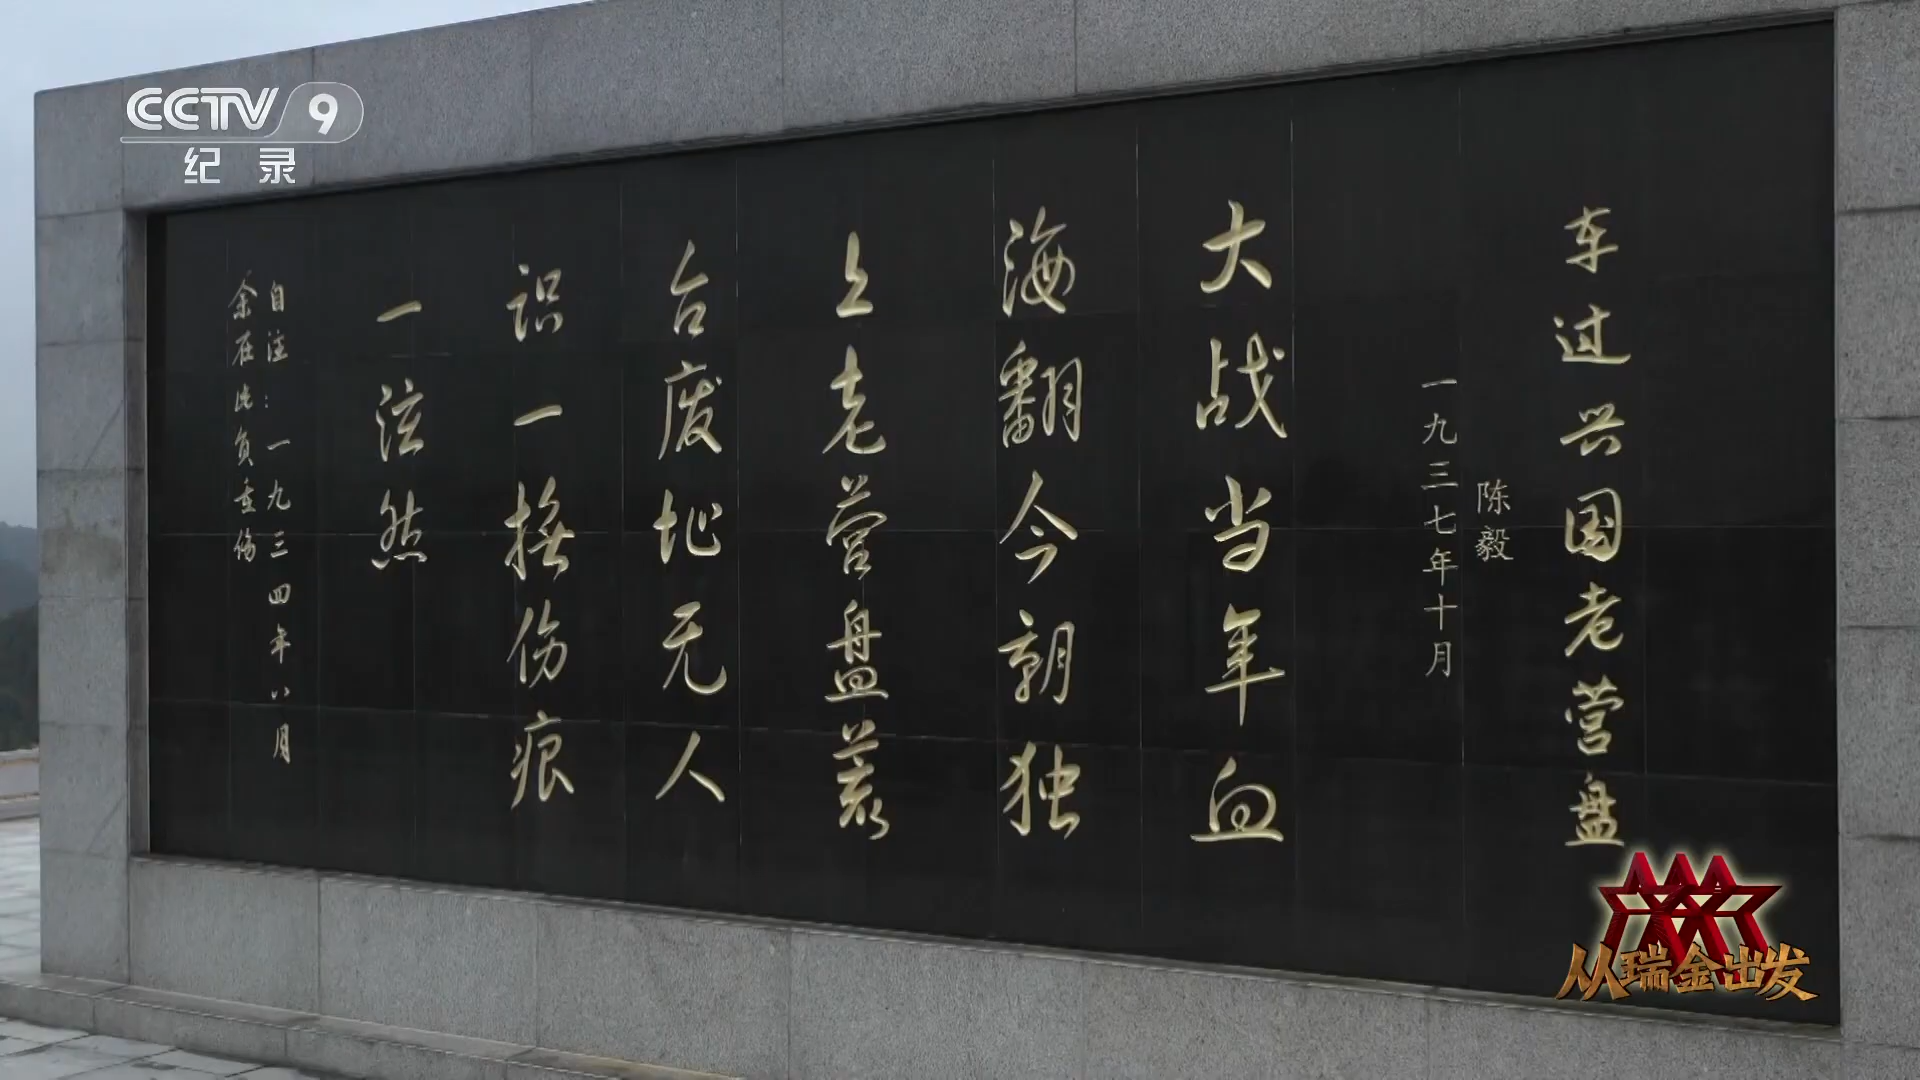 CCTV 9
纪录
车过兴国老营盘
陈毅
一九三七年十月
大战当年血
海翻今朝独
上老营盘藂
台废址无人
识一撫伤痕
一泫然
自注：一九三四年八月
余在此负重伤
从瑞金出发